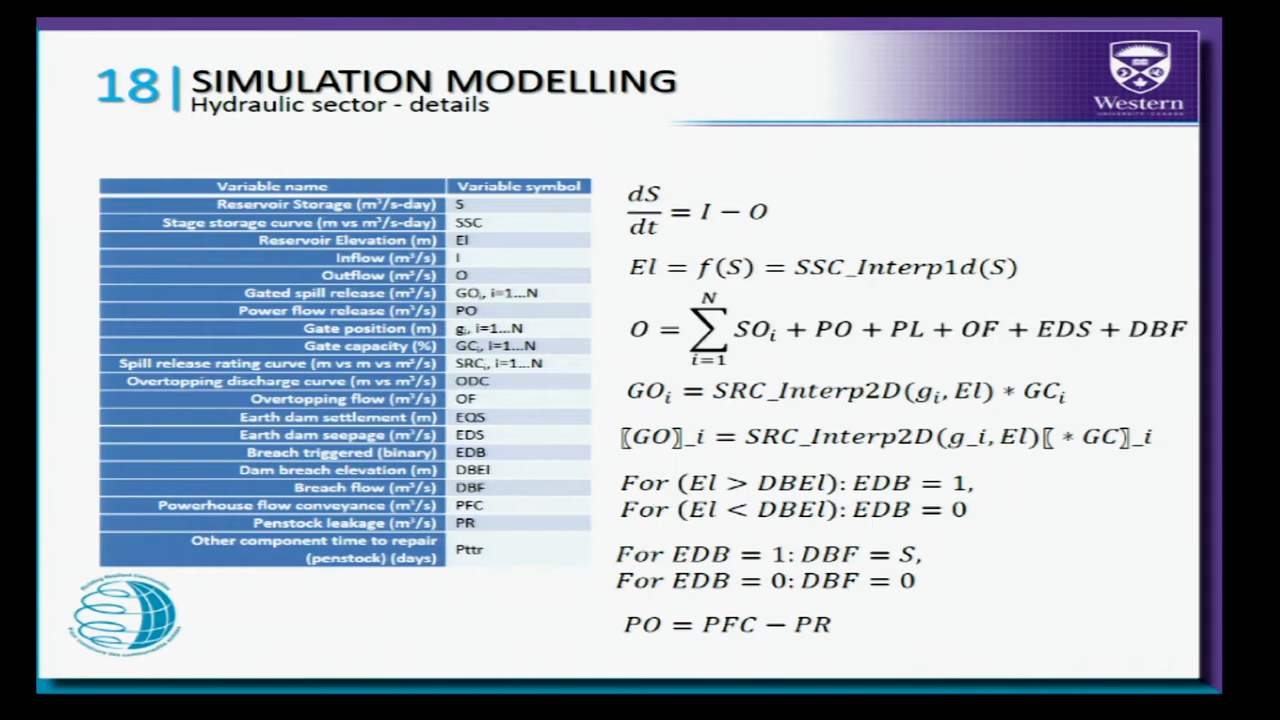 18 SIMULATION MODELLING
Hydraulic sector - details
Western
UNIVERSITY · CANADA
Variable name Variable symbol
Reservoir Storage (m³/s-day) S
Stage storage curve (m vs m³/s-day) SSC
Reservoir Elevation (m) El
Inflow (m³/s) I
Outflow (m³/s) O
Gated spill release (m³/s) GOᵢ, i=1...N
Power flow release (m³/s) PO
Gate position (m) gᵢ, i=1...N
Gate capacity (%) GCᵢ, i=1...N
Spill release rating curve (m vs m vs m³/s) SRCᵢ, i=1...N
Overtopping discharge curve (m vs m³/s) ODC
Overtopping flow (m³/s) OF
Earth dam settlement (m) EQS
Earth dam seepage (m³/s) EDS
Breach triggered (binary) EDB
Dam breach elevation (m) DBEl
Breach flow (m³/s) DBF
Powerhouse flow conveyance (m³/s) PFC
Penstock leakage (m³/s) PR
Other component time to repair
(penstock) (days) Pttr
dS/dt = I − O
El = f(S) = SSC_Interp1d(S)
O = ∑_{i=1}^{N} SOᵢ + PO + PL + OF + EDS + DBF
GOᵢ = SRC_Interp2D(gᵢ, El) * GCᵢ
〖GO〗_i = SRC_Interp2D(g_i, El)〖 * GC〗_i
For (El > DBEl): EDB = 1,
For (El < DBEl): EDB = 0
For EDB = 1: DBF = S,
For EDB = 0: DBF = 0
PO = PFC − PR